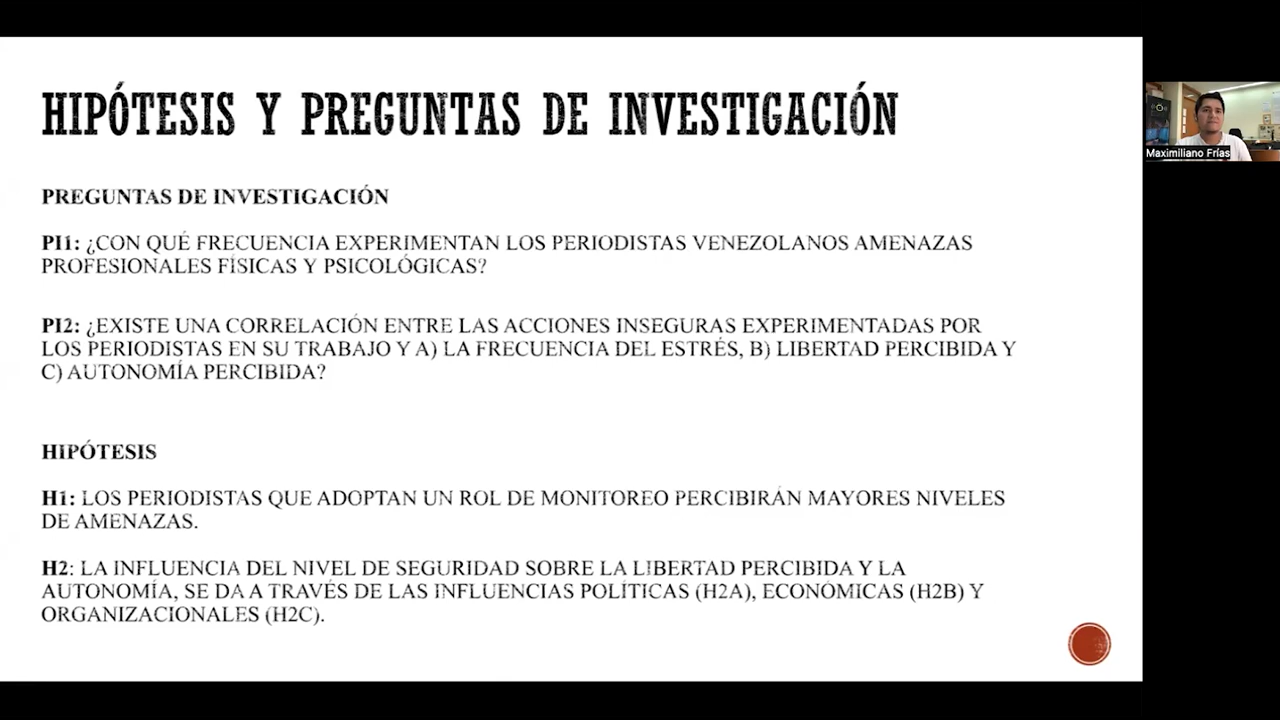 HIPÓTESIS Y PREGUNTAS DE INVESTIGACIÓN
PREGUNTAS DE INVESTIGACIÓN
PI1: ¿CON QUÉ FRECUENCIA EXPERIMENTAN LOS PERIODISTAS VENEZOLANOS AMENAZAS
PROFESIONALES FÍSICAS Y PSICOLÓGICAS?
PI2: ¿EXISTE UNA CORRELACIÓN ENTRE LAS ACCIONES INSEGURAS EXPERIMENTADAS POR
LOS PERIODISTAS EN SU TRABAJO Y A) LA FRECUENCIA DEL ESTRÉS, B) LIBERTAD PERCIBIDA Y
C) AUTONOMÍA PERCIBIDA?
HIPÓTESIS
H1: LOS PERIODISTAS QUE ADOPTAN UN ROL DE MONITOREO PERCIBIRÁN MAYORES NIVELES
DE AMENAZAS.
H2: LA INFLUENCIA DEL NIVEL DE SEGURIDAD SOBRE LA LIBERTAD PERCIBIDA Y LA
AUTONOMÍA, SE DA A TRAVÉS DE LAS INFLUENCIAS POLÍTICAS (H2A), ECONÓMICAS (H2B) Y
ORGANIZACIONALES (H2C).
Maximiliano Frías